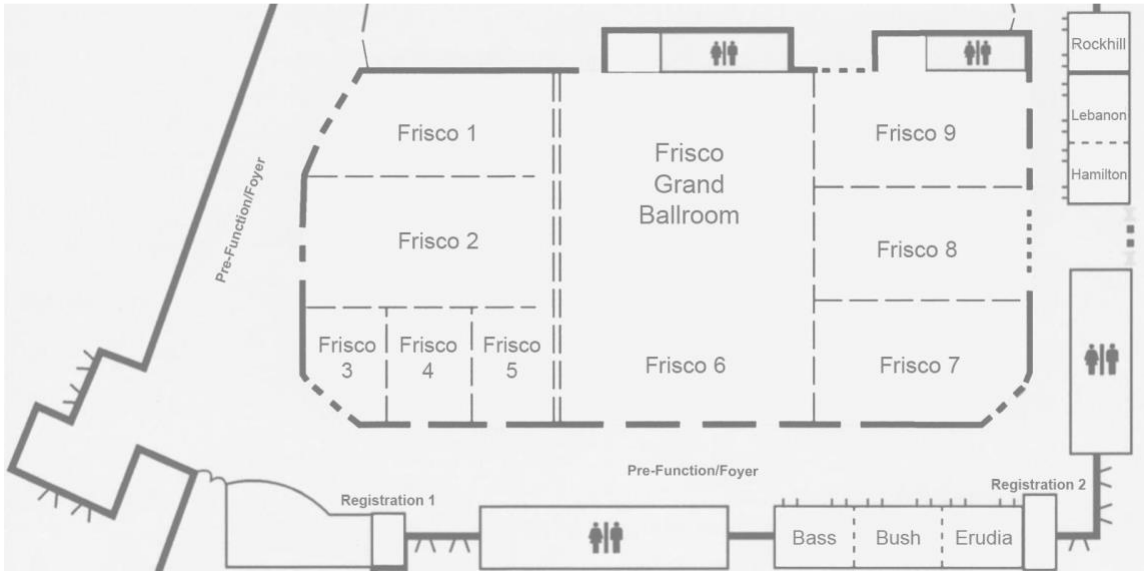 Rockhill
Lebanon
Hamilton
Frisco 1
Frisco
Grand
Ballroom
Frisco 9
Pre-Function/Foyer
Frisco 2
Frisco 8
Frisco
3
Frisco
4
Frisco
5
Frisco 6
Frisco 7
Pre-Function/Foyer
Registration 1
Registration 2
Bass
Bush
Erudia